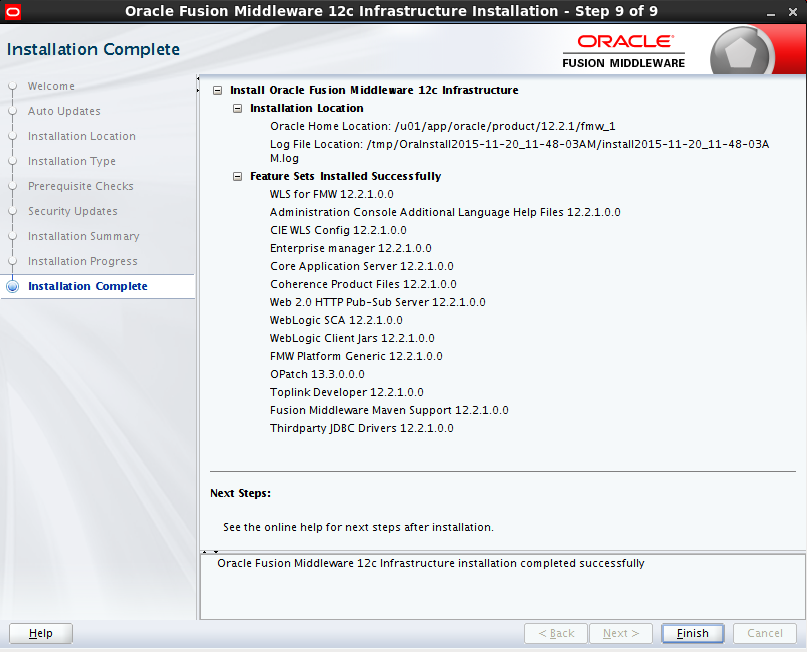 Oracle Fusion Middleware 12c Infrastructure Installation - Step 9 of 9
Installation Complete
ORACLE
FUSION MIDDLEWARE
Welcome
Auto Updates
Installation Location
Installation Type
Prerequisite Checks
Security Updates
Installation Summary
Installation Progress
Installation Complete
Install Oracle Fusion Middleware 12c Infrastructure
Installation Location
Oracle Home Location: /u01/app/oracle/product/12.2.1/fmw_1
Log File Location: /tmp/OraInstall2015-11-20_11-48-03AM/install2015-11-20_11-48-03A
M.log
Feature Sets Installed Successfully
WLS for FMW 12.2.1.0.0
Administration Console Additional Language Help Files 12.2.1.0.0
CIE WLS Config 12.2.1.0.0
Enterprise manager 12.2.1.0.0
Core Application Server 12.2.1.0.0
Coherence Product Files 12.2.1.0.0
Web 2.0 HTTP Pub-Sub Server 12.2.1.0.0
WebLogic SCA 12.2.1.0.0
WebLogic Client Jars 12.2.1.0.0
FMW Platform Generic 12.2.1.0.0
OPatch 13.3.0.0.0
Toplink Developer 12.2.1.0.0
Fusion Middleware Maven Support 12.2.1.0.0
Thirdparty JDBC Drivers 12.2.1.0.0
Next Steps:
See the online help for next steps after installation.
Oracle Fusion Middleware 12c Infrastructure installation completed successfully
Help
< Back
Next >
Finish
Cancel